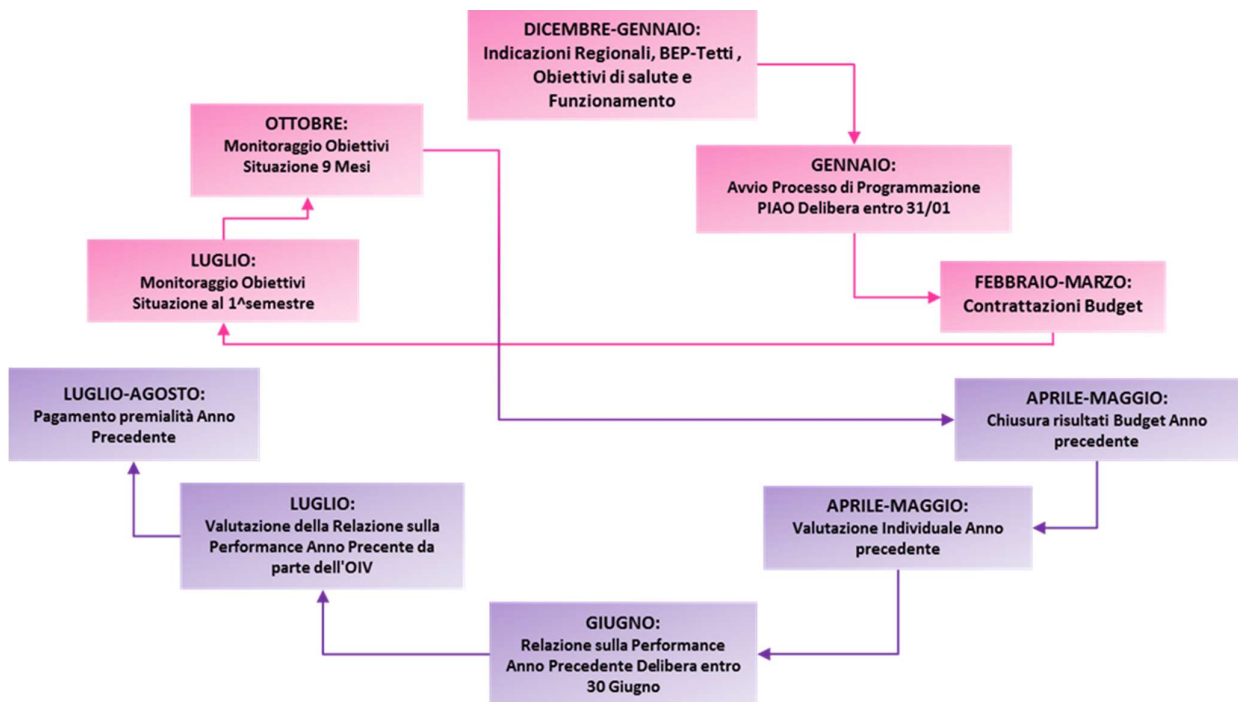 DICEMBRE-GENNAIO:
Indicazioni Regionali, BEP-Tetti ,
Obiettivi di salute e
Funzionamento
GENNAIO:
Avvio Processo di Programmazione
PIAO Delibera entro 31/01
FEBBRAIO-MARZO:
Contrattazioni Budget
LUGLIO:
Monitoraggio Obiettivi
Situazione al 1^semestre
OTTOBRE:
Monitoraggio Obiettivi
Situazione 9 Mesi
APRILE-MAGGIO:
Chiusura risultati Budget Anno
precedente
APRILE-MAGGIO:
Valutazione Individuale Anno
precedente
GIUGNO:
Relazione sulla Performance
Anno Precedente Delibera entro
30 Giugno
LUGLIO:
Valutazione della Relazione sulla
Performance Anno Precente da
parte dell'OIV
LUGLIO-AGOSTO:
Pagamento premialità Anno
Precedente